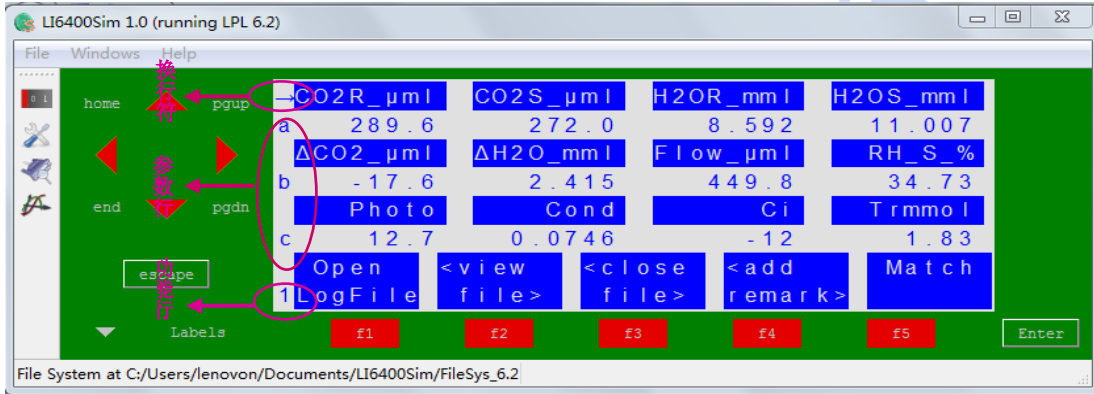 LI6400Sim 1.0 (running LPL 6.2)
File Windows Help
换行符
home pgup
→CO2R_µml CO2S_µml H2OR_mml H2OS_mml
a 289.6 272.0 8.592 11.007
ΔCO2_µml ΔH2O_mml Flow_µml RH_S_%
参数行
b -17.6 2.415 449.8 34.73
end pgdn
Photo Cond Ci Trmmol
c 12.7 0.0746 -12 1.83
功能行
escape
Open <view <close <add Match
1 LogFile file> file> remark>
Labels f1 f2 f3 f4 f5 Enter
File System at C:/Users/lenovon/Documents/LI6400Sim/FileSys_6.2